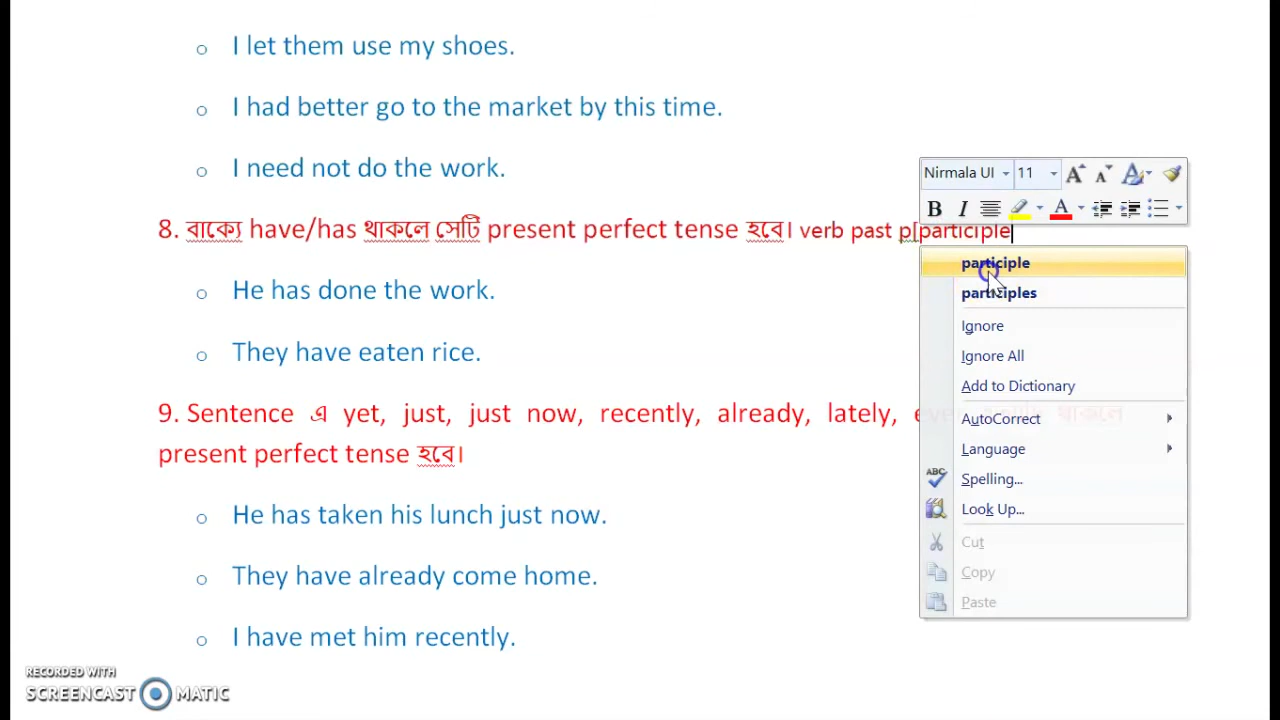 o I let them use my shoes.
o I had better go to the market by this time.
o I need not do the work.
Nirmala UI 11
B I A
8. বাক্যে have/has থাকলে সেটি present perfect tense হবে। verb past p[participle
participle
participles
o He has done the work.
Ignore
o They have eaten rice.
Ignore All
Add to Dictionary
9. Sentence এ yet, just, just now, recently, already, lately, ever থাকলে
AutoCorrect
present perfect tense হবে।
Language
Spelling...
o He has taken his lunch just now.
Look Up...
Cut
o They have already come home.
Copy
Paste
o I have met him recently.
RECORDED WITH
SCREENCAST MATIC